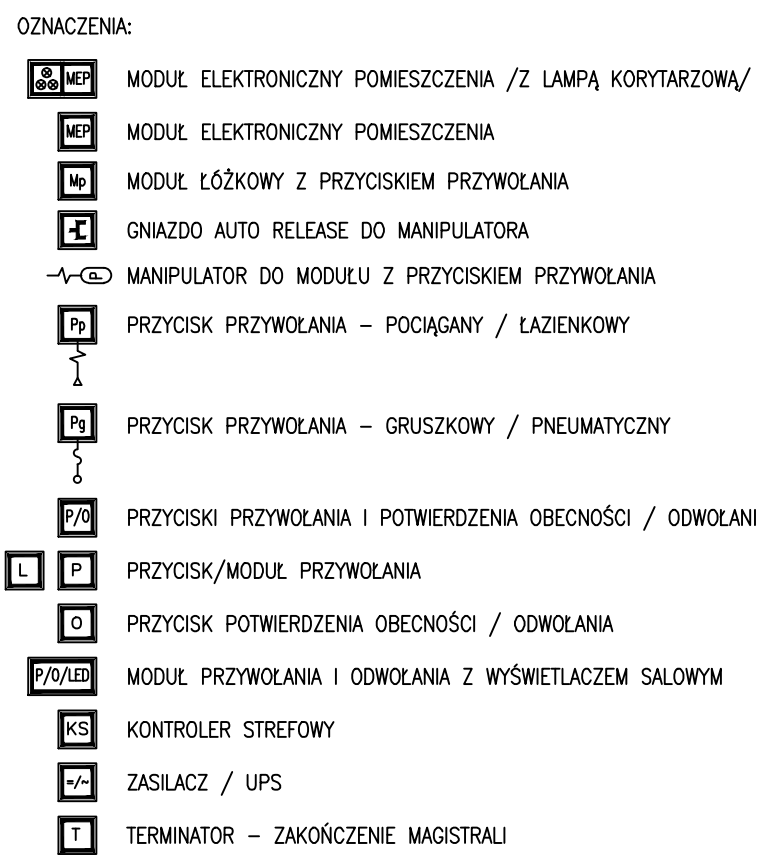 OZNACZENIA:
MEP MODUŁ ELEKTRONICZNY POMIESZCZENIA /Z LAMPĄ KORYTARZOWĄ/
MEP MODUŁ ELEKTRONICZNY POMIESZCZENIA
Mp MODUŁ ŁÓŻKOWY Z PRZYCISKIEM PRZYWOŁANIA
GNIAZDO AUTO RELEASE DO MANIPULATORA
P MANIPULATOR DO MODUŁU Z PRZYCISKIEM PRZYWOŁANIA
Pp PRZYCISK PRZYWOŁANIA – POCIĄGANY / ŁAZIENKOWY
Pg PRZYCISK PRZYWOŁANIA – GRUSZKOWY / PNEUMATYCZNY
P/O PRZYCISKI PRZYWOŁANIA I POTWIERDZENIA OBECNOŚCI / ODWOŁANI
L P PRZYCISK/MODUŁ PRZYWOŁANIA
O PRZYCISK POTWIERDZENIA OBECNOŚCI / ODWOŁANIA
P/O/LED MODUŁ PRZYWOŁANIA I ODWOŁANIA Z WYŚWIETLACZEM SALOWYM
KS KONTROLER STREFOWY
=/~ ZASILACZ / UPS
T TERMINATOR – ZAKOŃCZENIE MAGISTRALI